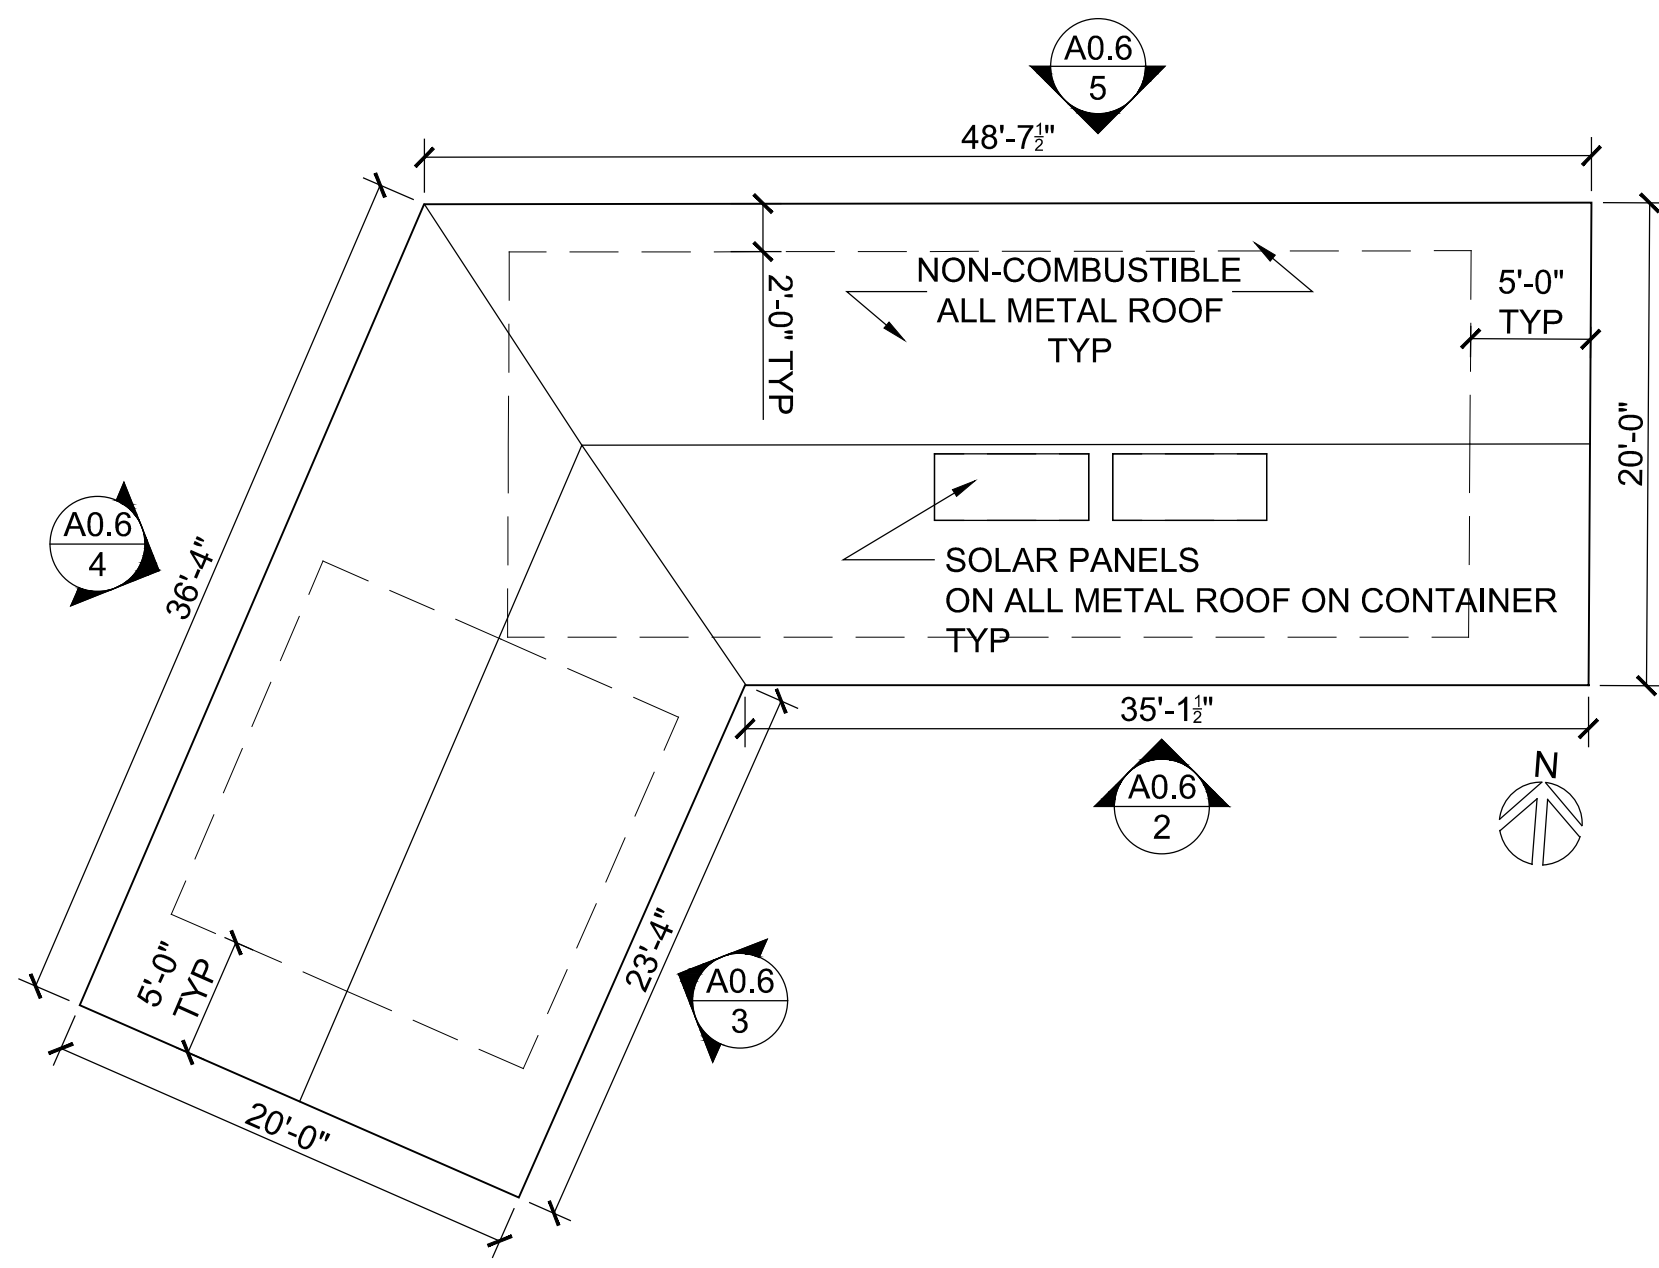 A0.6
5
48'-7½"
NON-COMBUSTIBLE
ALL METAL ROOF
TYP
5'-0"
TYP
2'-0" TYP
20'-0"
A0.6
4
36'-4"
SOLAR PANELS
ON ALL METAL ROOF ON CONTAINER
TYP
35'-1½"
A0.6
2
N
5'-0"
TYP
23'-4"
A0.6
3
20'-0"